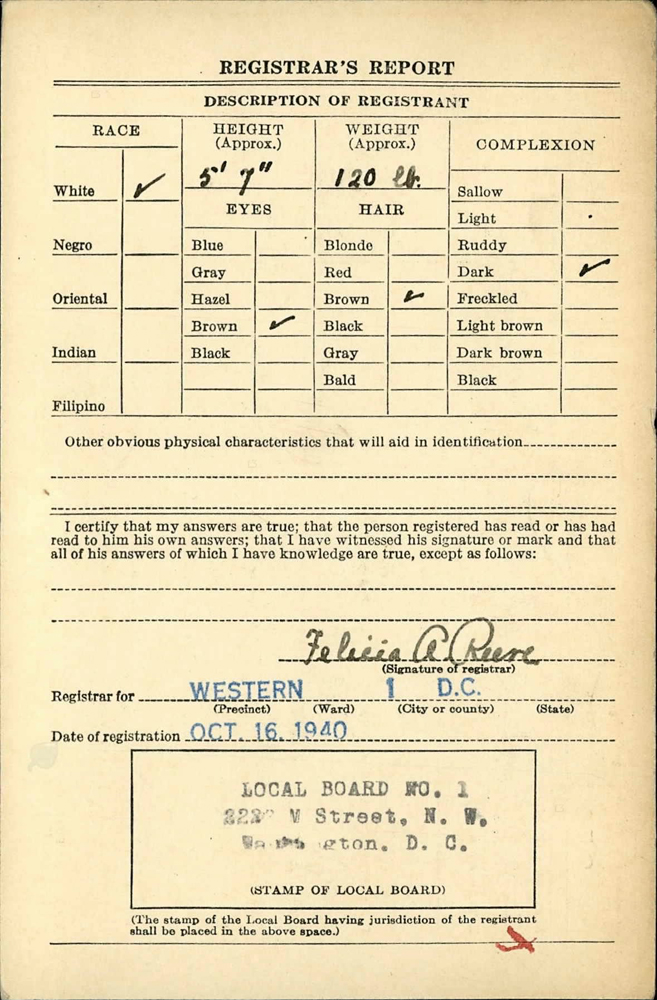 REGISTRAR'S REPORT
DESCRIPTION OF REGISTRANT
RACE
HEIGHT
(Approx.)
WEIGHT
(Approx.)
COMPLEXION
5' 7"
120 lb.
White ✓
Sallow
EYES
HAIR
Light
Negro
Blue
Blonde
Ruddy
Gray
Red
Dark ✓
Oriental
Hazel
Brown ✓
Freckled
Brown ✓
Black
Light brown
Indian
Black
Gray
Dark brown
Bald
Black
Filipino
Other obvious physical characteristics that will aid in identification
I certify that my answers are true; that the person registered has read or has had
read to him his own answers; that I have witnessed his signature or mark and that
all of his answers of which I have knowledge are true, except as follows:
Felicia A Reeve
(Signature of registrar)
Registrar for WESTERN 1 D.C.
(Precinct) (Ward) (City or county) (State)
Date of registration OCT. 16. 1940
LOCAL BOARD NO. 1
Street, N. W.
D. C.
(STAMP OF LOCAL BOARD)
(The stamp of the Local Board having jurisdiction of the registrant
shall be placed in the above space.)